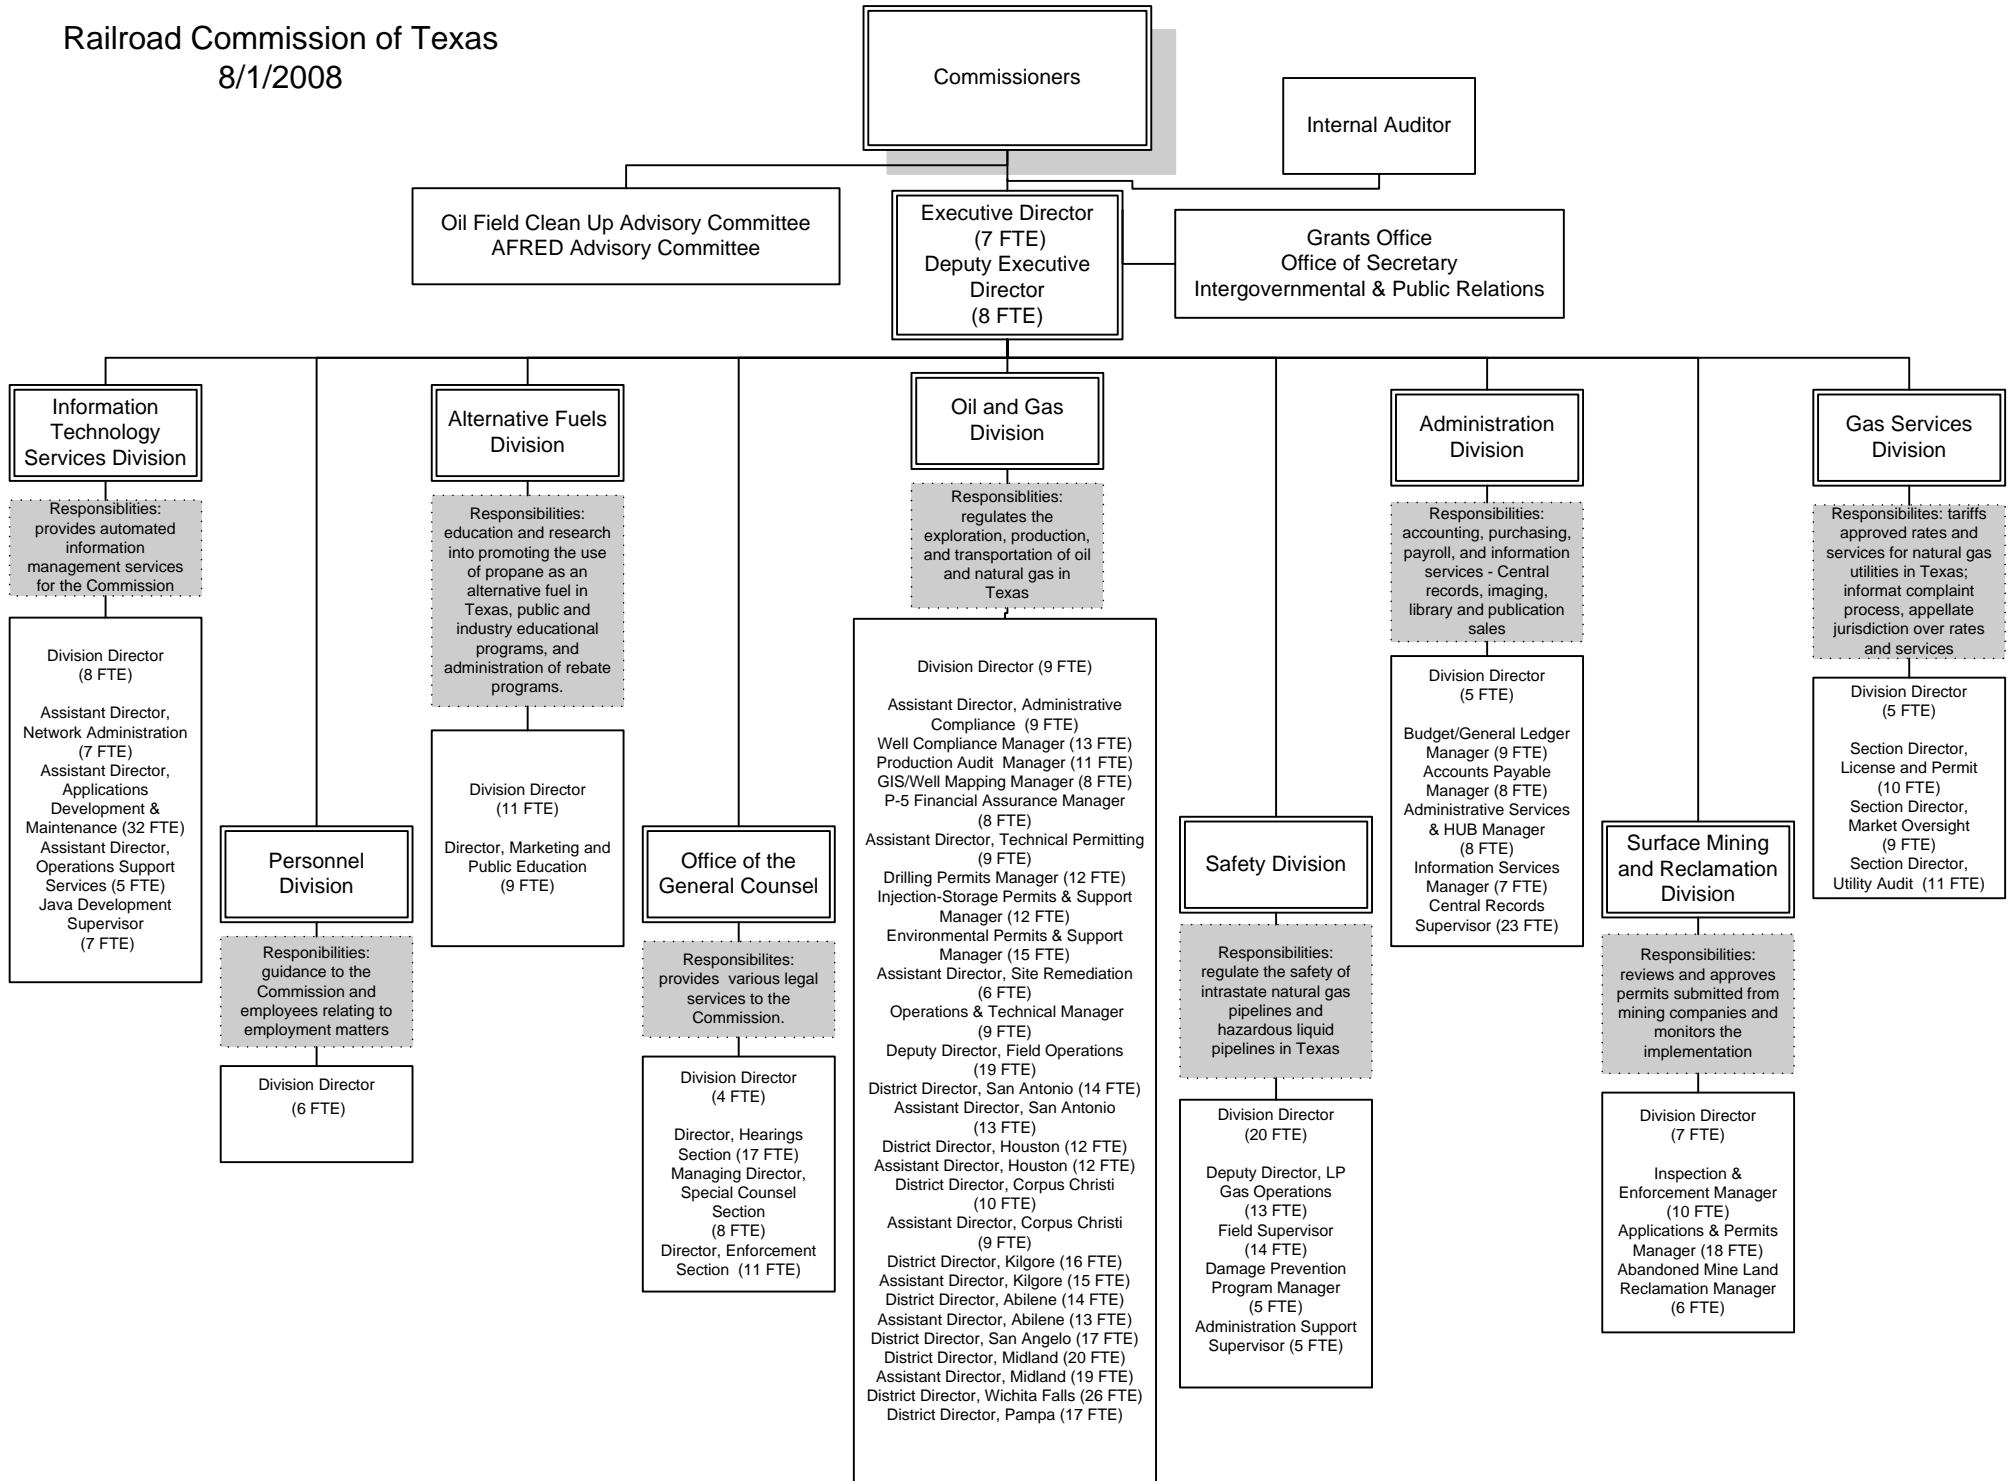 Railroad Commission of Texas
8/1/2008
Commissioners
Internal Auditor
Oil Field Clean Up Advisory Committee
AFRED Advisory Committee
Executive Director
(7 FTE)
Deputy Executive
Director
(8 FTE)
Grants Office
Office of Secretary
Intergovernmental & Public Relations
Information
Technology
Services Division
Responsiblities:
provides automated
information
management services
for the Commission
Division Director
(8 FTE)
Assistant Director,
Network Administration
(7 FTE)
Assistant Director,
Applications
Development &
Maintenance (32 FTE)
Assistant Director,
Operations Support
Services (5 FTE)
Java Development
Supervisor
(7 FTE)
Personnel
Division
Responibilities:
guidance to the
Commission and
employees relating to
employment matters
Division Director
(6 FTE)
Alternative Fuels
Division
Responsibilities:
education and research
into promoting the use
of propane as an
alternative fuel in
Texas, public and
industry educational
programs, and
administration of rebate
programs.
Division Director
(11 FTE)
Director, Marketing and
Public Education
(9 FTE)
Office of the
General Counsel
Responsibilites:
provides  various legal
services to the
Commission.
Division Director
(4 FTE)
Director, Hearings
Section (17 FTE)
Managing Director,
Special Counsel
Section
(8 FTE)
Director, Enforcement
Section  (11 FTE)
Oil and Gas
Division
Responsiblities:
regulates the
exploration, production,
and transportation of oil
and natural gas in
Texas
Division Director (9 FTE)
Assistant Director, Administrative
Compliance  (9 FTE)
Well Compliance Manager (13 FTE)
Production Audit  Manager (11 FTE)
GIS/Well Mapping Manager (8 FTE)
P-5 Financial Assurance Manager
(8 FTE)
Assistant Director, Technical Permitting
(9 FTE)
Drilling Permits Manager (12 FTE)
Injection-Storage Permits & Support
Manager (12 FTE)
Environmental Permits & Support
Manager (15 FTE)
Assistant Director, Site Remediation
(6 FTE)
Operations & Technical Manager
(9 FTE)
Deputy Director, Field Operations
(19 FTE)
District Director, San Antonio (14 FTE)
Assistant Director, San Antonio
(13 FTE)
District Director, Houston (12 FTE)
Assistant Director, Houston (12 FTE)
District Director, Corpus Christi
(10 FTE)
Assistant Director, Corpus Christi
(9 FTE)
District Director, Kilgore (16 FTE)
Assistant Director, Kilgore (15 FTE)
District Director, Abilene (14 FTE)
Assistant Director, Abilene (13 FTE)
District Director, San Angelo (17 FTE)
District Director, Midland (20 FTE)
Assistant Director, Midland (19 FTE)
District Director, Wichita Falls (26 FTE)
District Director, Pampa (17 FTE)
Safety Division
Responsibilities:
regulate the safety of
intrastate natural gas
pipelines and
hazardous liquid
pipelines in Texas
Division Director
(20 FTE)
Deputy Director, LP
Gas Operations
(13 FTE)
Field Supervisor
(14 FTE)
Damage Prevention
Program Manager
(5 FTE)
Administration Support
Supervisor (5 FTE)
Administration
Division
Responsibilities:
accounting, purchasing,
payroll, and information
services - Central
records, imaging,
library and publication
sales
Division Director
(5 FTE)
Budget/General Ledger
Manager (9 FTE)
Accounts Payable
Manager (8 FTE)
Administrative Services
& HUB Manager
(8 FTE)
Information Services
Manager (7 FTE)
Central Records
Supervisor (23 FTE)
Surface Mining
and Reclamation
Division
Responsibilities:
reviews and approves
permits submitted from
mining companies and
monitors the
implementation
Division Director
(7 FTE)
Inspection &
Enforcement Manager
(10 FTE)
Applications & Permits
Manager (18 FTE)
Abandoned Mine Land
Reclamation Manager
(6 FTE)
Gas Services
Division
Responsibilites: tariffs
approved rates and
services for natural gas
utilities in Texas;
informat complaint
process, appellate
jurisdiction over rates
and services
Division Director
(5 FTE)
Section Director,
License and Permit
(10 FTE)
Section Director,
Market Oversight
(9 FTE)
Section Director,
Utility Audit  (11 FTE)